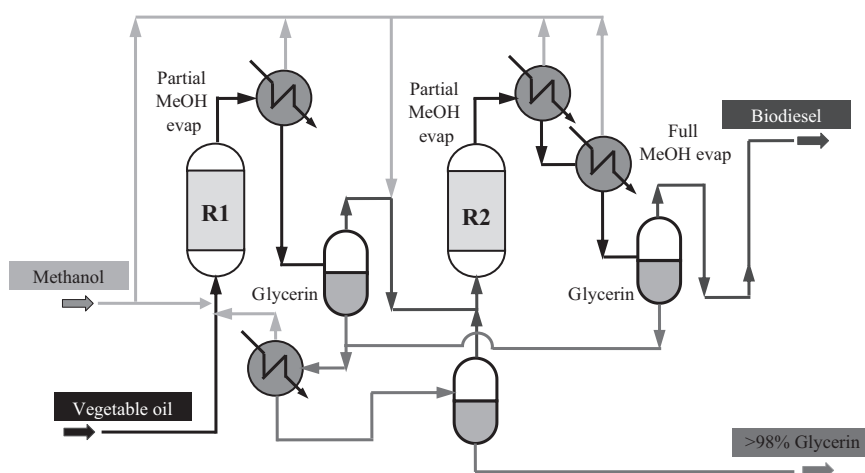 Partial
MeOH
evap
R1
Partial
MeOH
evap
R2
Full
MeOH evap
Biodiesel
Methanol
Glycerin
Glycerin
Vegetable oil
>98% Glycerin